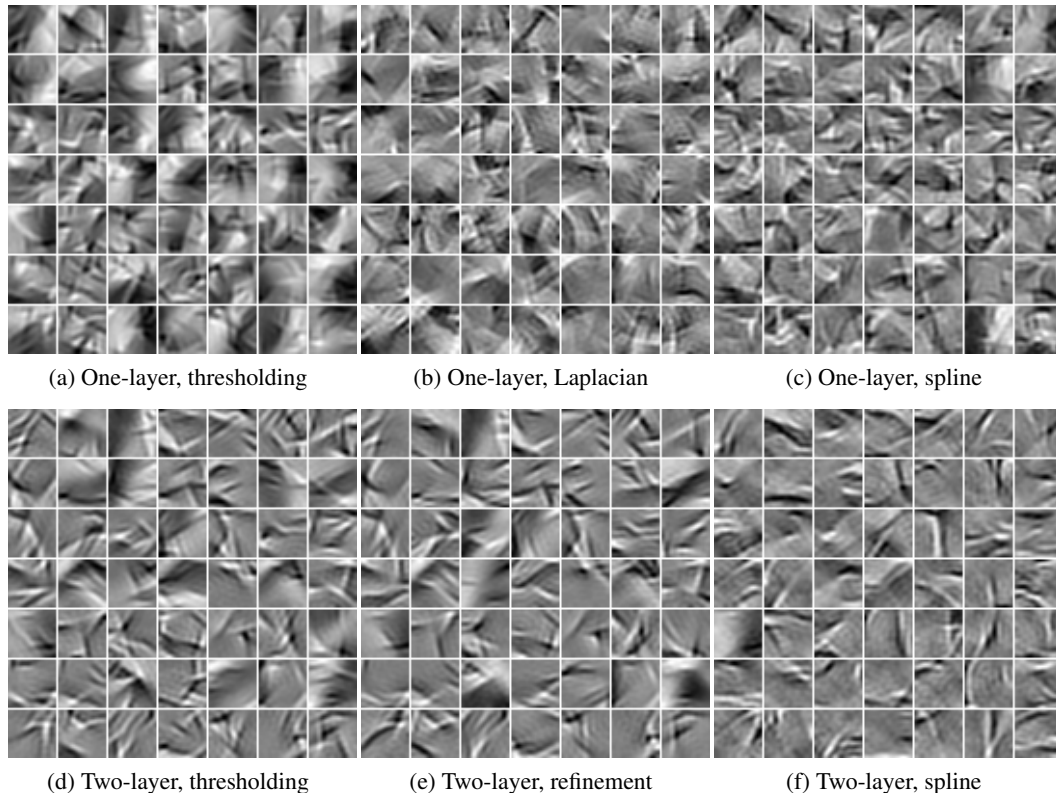 (a) One-layer, thresholding
(b) One-layer, Laplacian
(c) One-layer, spline
(d) Two-layer, thresholding
(e) Two-layer, refinement
(f) Two-layer, spline